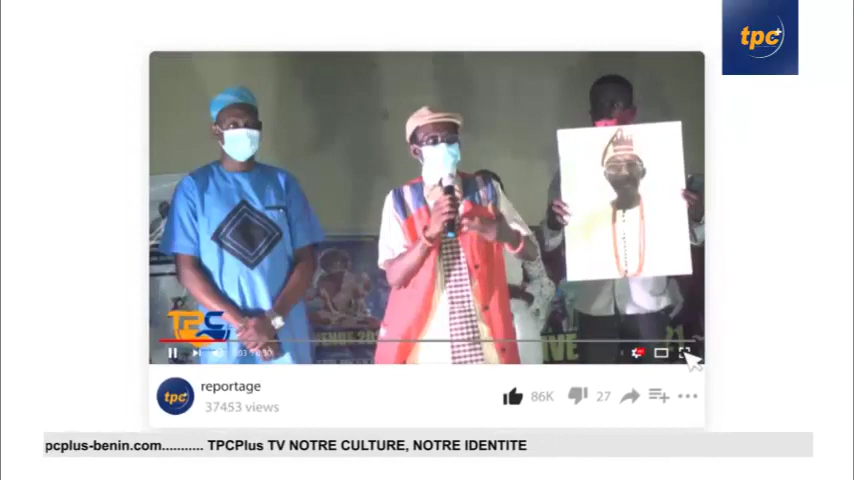 tpc+
TPC
reportage
37453 views
86K
27
tpc+
pcplus-benin.com........... TPCPlus TV NOTRE CULTURE, NOTRE IDENTITE